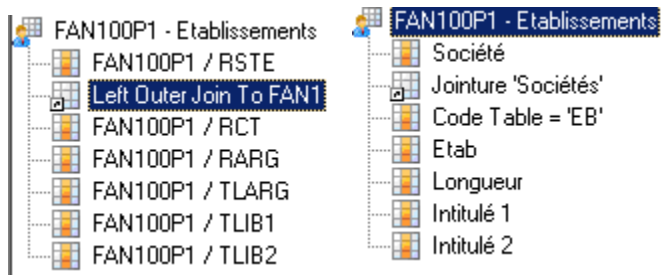 FAN100P1 - Etablissements
FAN100P1 / RSTE
Left Outer Join To FAN1
FAN100P1 / RCT
FAN100P1 / RARG
FAN100P1 / TLARG
FAN100P1 / TLIB1
FAN100P1 / TLIB2
FAN100P1 - Etablissements
Société
Jointure 'Sociétés'
Code Table = 'EB'
Etab
Longueur
Intitulé 1
Intitulé 2